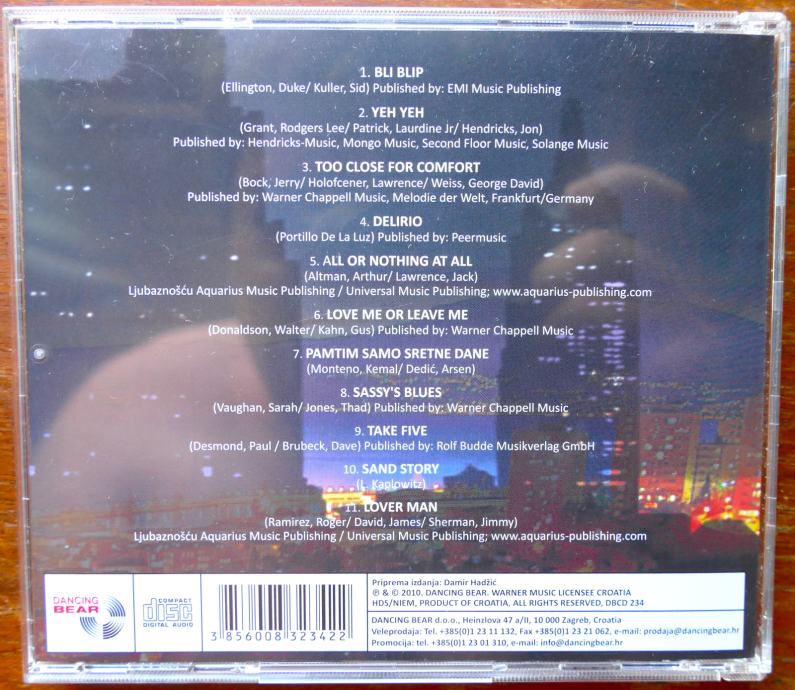 1. BLI BLIP
(Ellington, Duke/ Kuller, Sid) Published by: EMI Music Publishing
2. YEH YEH
(Grant, Rodgers Lee/ Patrick, Laurdine Jr/ Hendricks, Jon)
Published by: Hendricks-Music, Mongo Music, Second Floor Music, Solange Music
3. TOO CLOSE FOR COMFORT
(Bock, Jerry/ Holofcener, Lawrence/ Weiss, George David)
Published by: Warner Chappell Music, Melodie der Welt, Frankfurt/Germany
4. DELIRIO
(Portillo De La Luz) Published by: Peermusic
5. ALL OR NOTHING AT ALL
(Altman, Arthur/ Lawrence, Jack)
Ljubaznošću Aquarius Music Publishing / Universal Music Publishing; www.aquarius-publishing.com
6. LOVE ME OR LEAVE ME
(Donaldson, Walter/ Kahn, Gus) Published by: Warner Chappell Music
7. PAMTIM SAMO SRETNE DANE
(Monteno, Kemal/ Dedić, Arsen)
8. SASSY'S BLUES
(Vaughan, Sarah/ Jones, Thad) Published by: Warner Chappell Music
9. TAKE FIVE
(Desmond, Paul / Brubeck, Dave) Published by: Rolf Budde Musikverlag GmbH
10. SAND STORY
(L. Kaplowitz)
11. LOVER MAN
(Ramirez, Roger/ David, James/ Sherman, Jimmy)
Ljubaznošću Aquarius Music Publishing / Universal Music Publishing; www.aquarius-publishing.com
DANCING
BEAR
COMPACT
disc
DIGITAL AUDIO
3 856008 323422
Priprema izdanja: Damir Hadžić
℗ & © 2010. DANCING BEAR. WARNER MUSIC LICENSEE CROATIA
HDS/NIEM, PRODUCT OF CROATIA, ALL RIGHTS RESERVED, DBCD 234
DANCING BEAR d.o.o., Heinzlova 47 a/II, 10 000 Zagreb, Croatia
Veleprodaja: Tel. +385(0)1 23 11 132, Fax +385(0)1 23 21 062, e-mail: prodaja@dancingbear.hr
Promocija: tel. +385(0)1 23 01 310, e-mail: info@dancingbear.hr